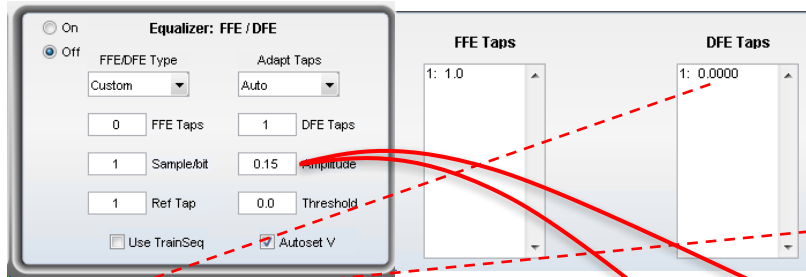 On Equalizer: FFE / DFE
Off FFE/DFE Type Adapt Taps
Custom Auto
0 FFE Taps 1 DFE Taps
1 Sample/bit 0.15 Amplitude
1 Ref Tap 0.0 Threshold
Use TrainSeq Autoset V
FFE Taps DFE Taps
1: 1.0 1: 0.0000